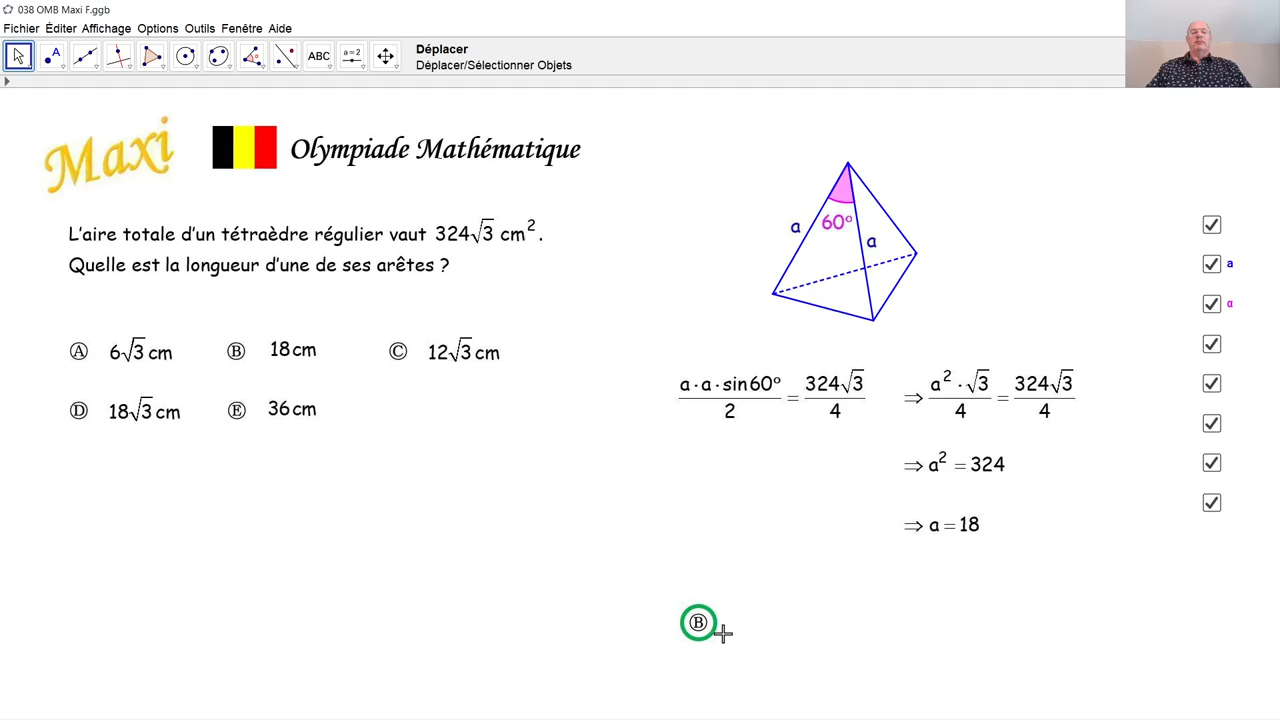 038 OMB Maxi F.ggb
Fichier Éditer Affichage Options Outils Fenêtre Aide
A ABC a=2 Déplacer
Déplacer/Sélectionner Objets
Maxi Olympiade Mathématique
L'aire totale d'un tétraèdre régulier vaut 324√3 cm².
Quelle est la longueur d'une de ses arêtes ?
Ⓐ 6√3 cm Ⓑ 18 cm Ⓒ 12√3 cm
Ⓓ 18√3 cm Ⓔ 36 cm
60°
a
a
a
α
a·a·sin60°/2 = 324√3/4 ⇒ a²·√3/4 = 324√3/4
⇒ a² = 324
⇒ a = 18
Ⓑ